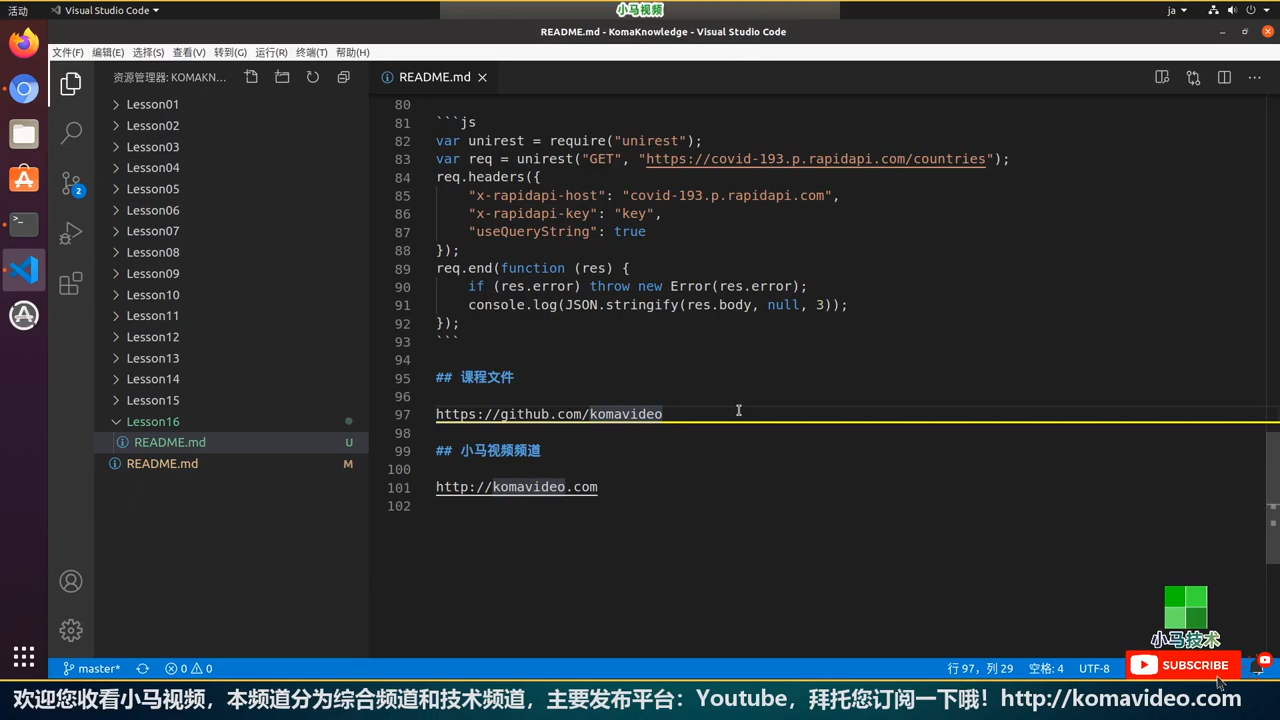 活动 Visual Studio Code 小马视频 ja
README.md - KomaKnowledge - Visual Studio Code
文件(F) 编辑(E) 选择(S) 查看(V) 转到(G) 运行(R) 终端(T) 帮助(H)
资源管理器: KOMAKN... README.md
Lesson01
Lesson02
Lesson03
Lesson04
Lesson05
Lesson06
Lesson07
Lesson08
Lesson09
Lesson10
Lesson11
Lesson12
Lesson13
Lesson14
Lesson15
Lesson16
README.md U
README.md M
2
80
81 ```js
82 var unirest = require("unirest");
83 var req = unirest("GET", "https://covid-193.p.rapidapi.com/countries");
84 req.headers({
85 "x-rapidapi-host": "covid-193.p.rapidapi.com",
86 "x-rapidapi-key": "key",
87 "useQueryString": true
88 });
89 req.end(function (res) {
90 if (res.error) throw new Error(res.error);
91 console.log(JSON.stringify(res.body, null, 3));
92 });
93 ```
94
95 ## 课程文件
96
97 https://github.com/komavideo
98
99 ## 小马视频频道
100
101 http://komavideo.com
102
小马技术
SUBSCRIBE
master* 0 0 行 97，列 29 空格: 4 UTF-8
欢迎您收看小马视频，本频道分为综合频道和技术频道，主要发布平台：Youtube，拜托您订阅一下哦！http://komavideo.com